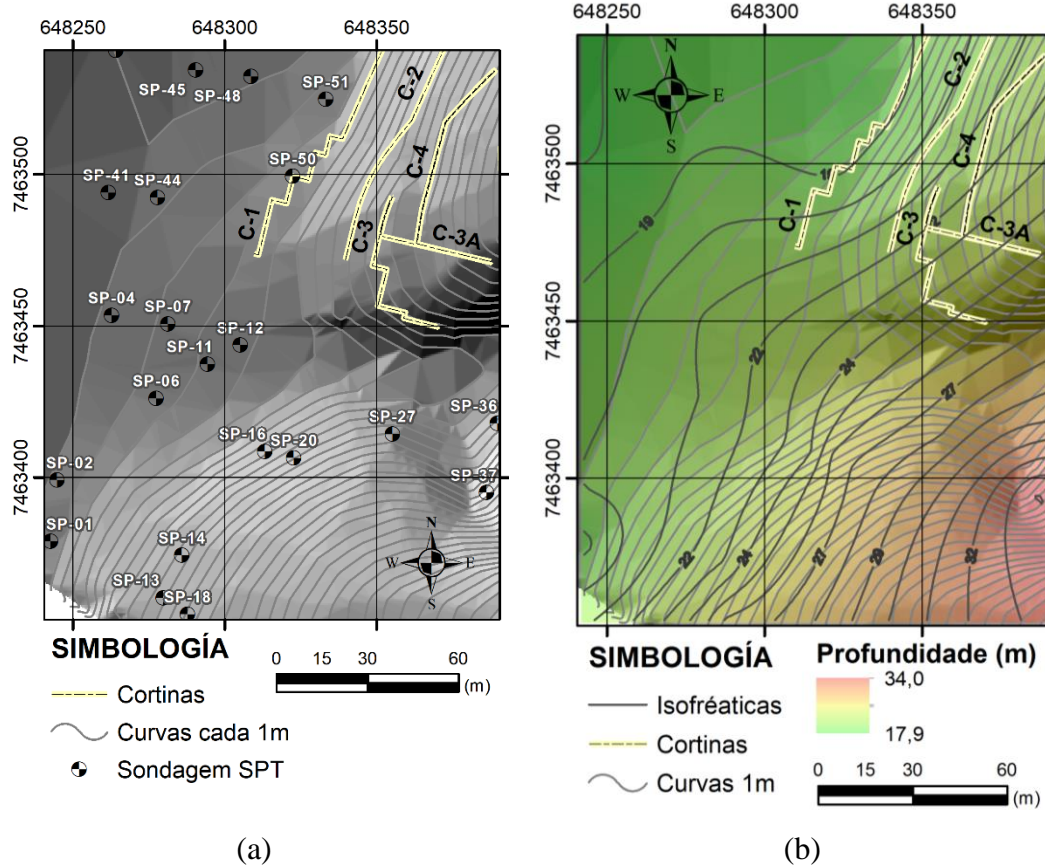 648250 648300 648350
SP-45 SP-48 SP-51
C-2
7463500
SP-50
C-4
SP-41 SP-44
C-1
C-3
C-3A
7463450
SP-04 SP-07
SP-12
SP-11
SP-06
SP-27 SP-36
SP-16 SP-20
7463400
SP-02
SP-37
SP-01
SP-14
N
W E
S
SP-13
SP-18
SIMBOLOGÍA
0 15 30 60
(m)
Cortinas
Curvas cada 1m
Sondagem SPT
(a)
648250 648300 648350
N
W E
S
C-2
7463500
C-4
19
C-1
C-3
C-3A
7463450
22
24
27
7463400
22
24
27
29
32
SIMBOLOGÍA
Isofréaticas
Cortinas
Curvas 1m
Profundidade (m)
34,0
17,9
0 15 30 60
(m)
(b)